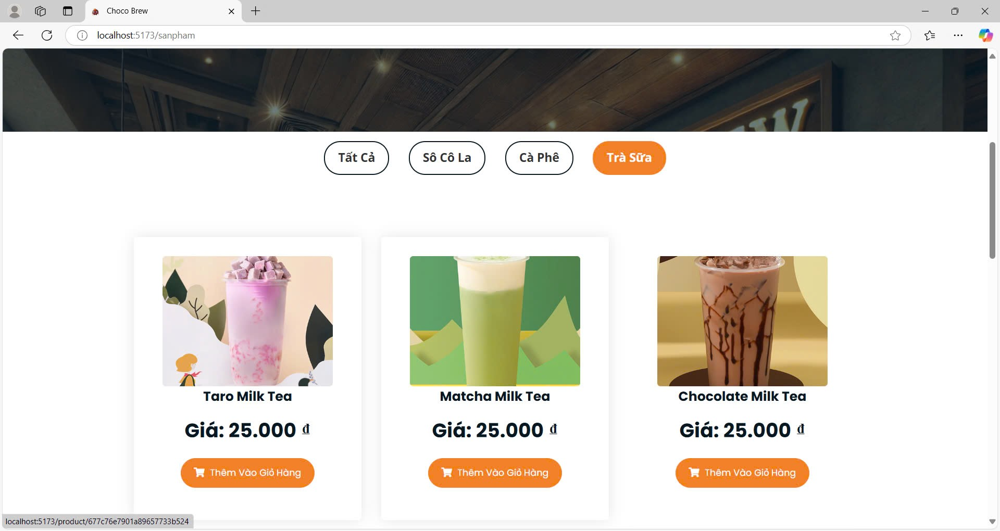 Choco Brew
localhost:5173/sanpham
Tất Cả
Sô Cô La
Cà Phê
Trà Sữa
Taro Milk Tea
Matcha Milk Tea
Chocolate Milk Tea
Giá: 25.000 ₫
Giá: 25.000 ₫
Giá: 25.000 ₫
Thêm Vào Giỏ Hàng
Thêm Vào Giỏ Hàng
Thêm Vào Giỏ Hàng
localhost:5173/product/677c76e7901a89657733b524